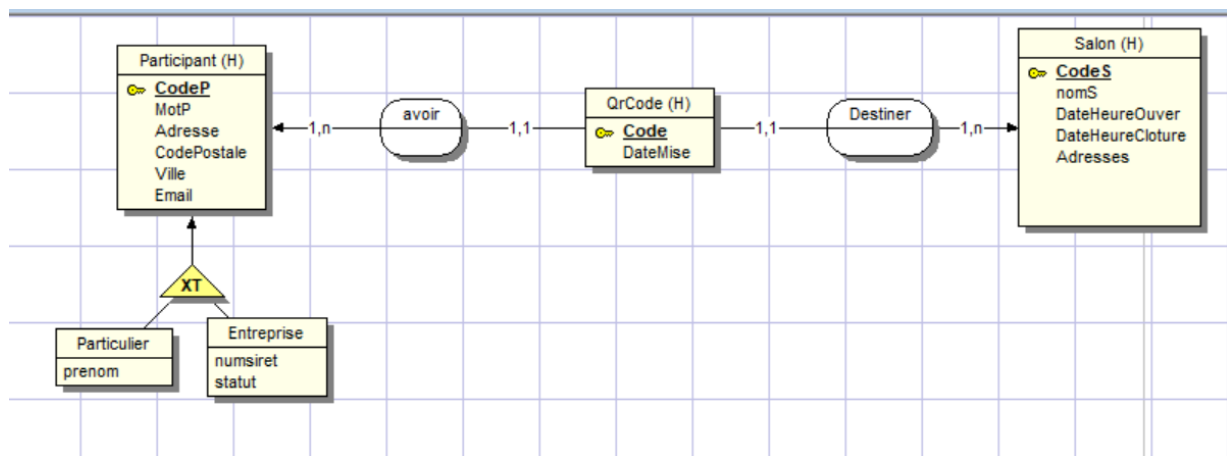 Participant (H)
CodeP
MotP
Adresse
CodePostale
Ville
Email
1,n
avoir
1,1
QrCode (H)
Code
DateMise
1,1
Destiner
1,n
Salon (H)
CodeS
nomS
DateHeureOuver
DateHeureCloture
Adresses
XT
Particulier
prenom
Entreprise
numsiret
statut